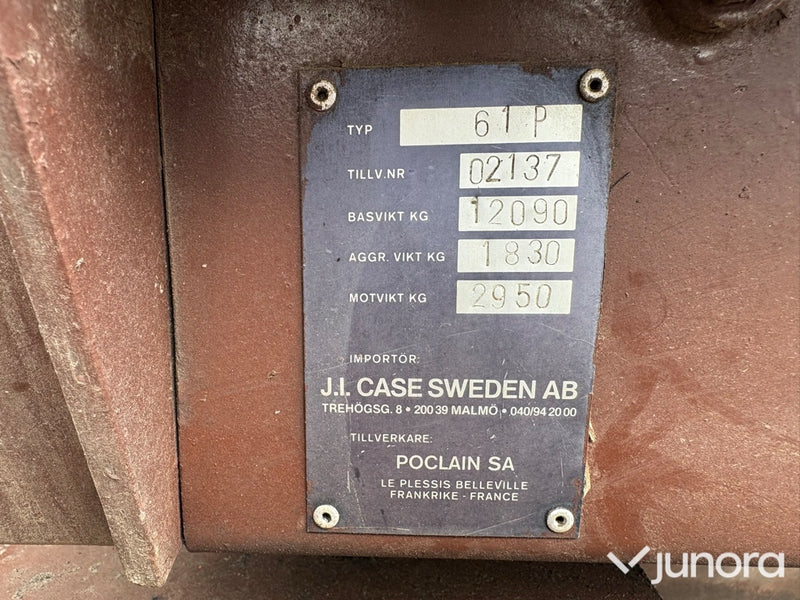 TYP 61P
TILLV.NR 02137
BASVIKT KG 12090
AGGR. VIKT KG 1830
MOTVIKT KG 2950
IMPORTÖR:
J.I. CASE SWEDEN AB
TREHÖGSG. 8 • 200 39 MALMÖ • 040/94 20 00
TILLVERKARE:
POCLAIN SA
LE PLESSIS BELLEVILLE
FRANKRIKE - FRANCE
junora